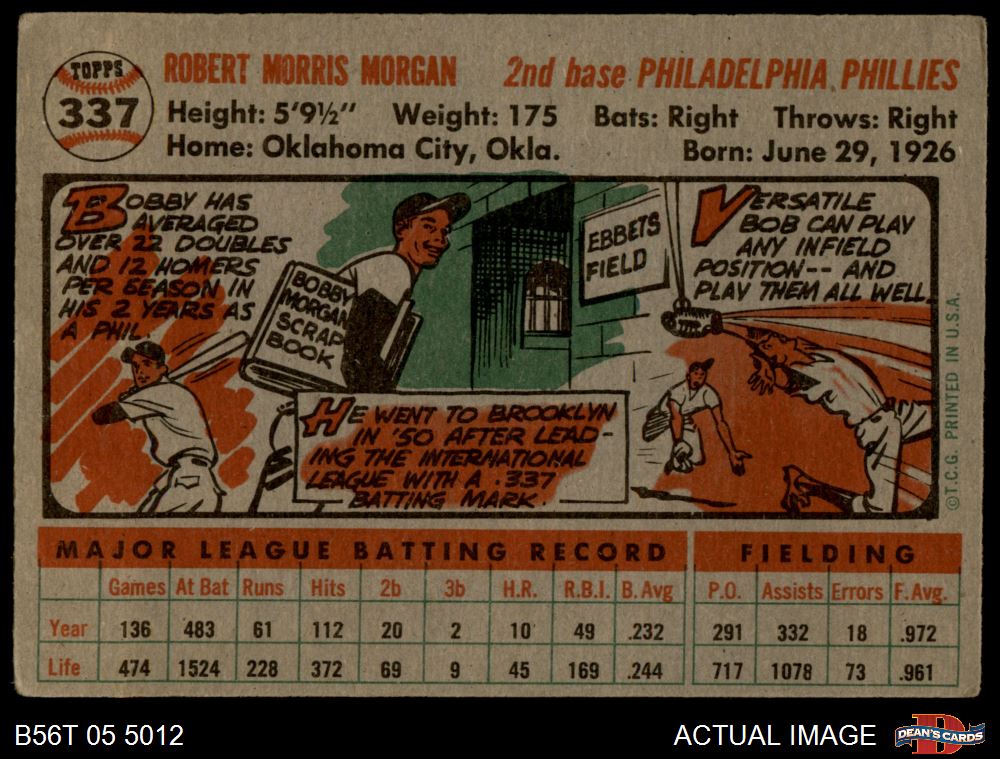 TOPPS
337
ROBERT MORRIS MORGAN 2nd base PHILADELPHIA PHILLIES
Height: 5'9½" Weight: 175 Bats: Right Throws: Right
Home: Oklahoma City, Okla. Born: June 29, 1926
BOBBY HAS
AVERAGED
OVER 22 DOUBLES
AND 12 HOMERS
PER SEASON IN
HIS 2 YEARS AS
A PHIL.
BOBBY
MORGAN
SCRAP
BOOK
HE WENT TO BROOKLYN
IN '50 AFTER LEAD-
ING THE INTERNATIONAL
LEAGUE WITH A .337
BATTING MARK.
EBBETS
FIELD
VERSATILE
BOB CAN PLAY
ANY INFIELD
POSITION-- AND
PLAY THEM ALL WELL.
©T.C.G. PRINTED IN U.S.A.
MAJOR LEAGUE BATTING RECORD FIELDING
Games At Bat Runs Hits 2b 3b H.R. R.B.I. B. Avg P.O. Assists Errors F. Avg.
Year 136 483 61 112 20 2 10 49 .232 291 332 18 .972
Life 474 1524 228 372 69 9 45 169 .244 717 1078 73 .961
B56T 05 5012 ACTUAL IMAGE D DEAN'S CARDS